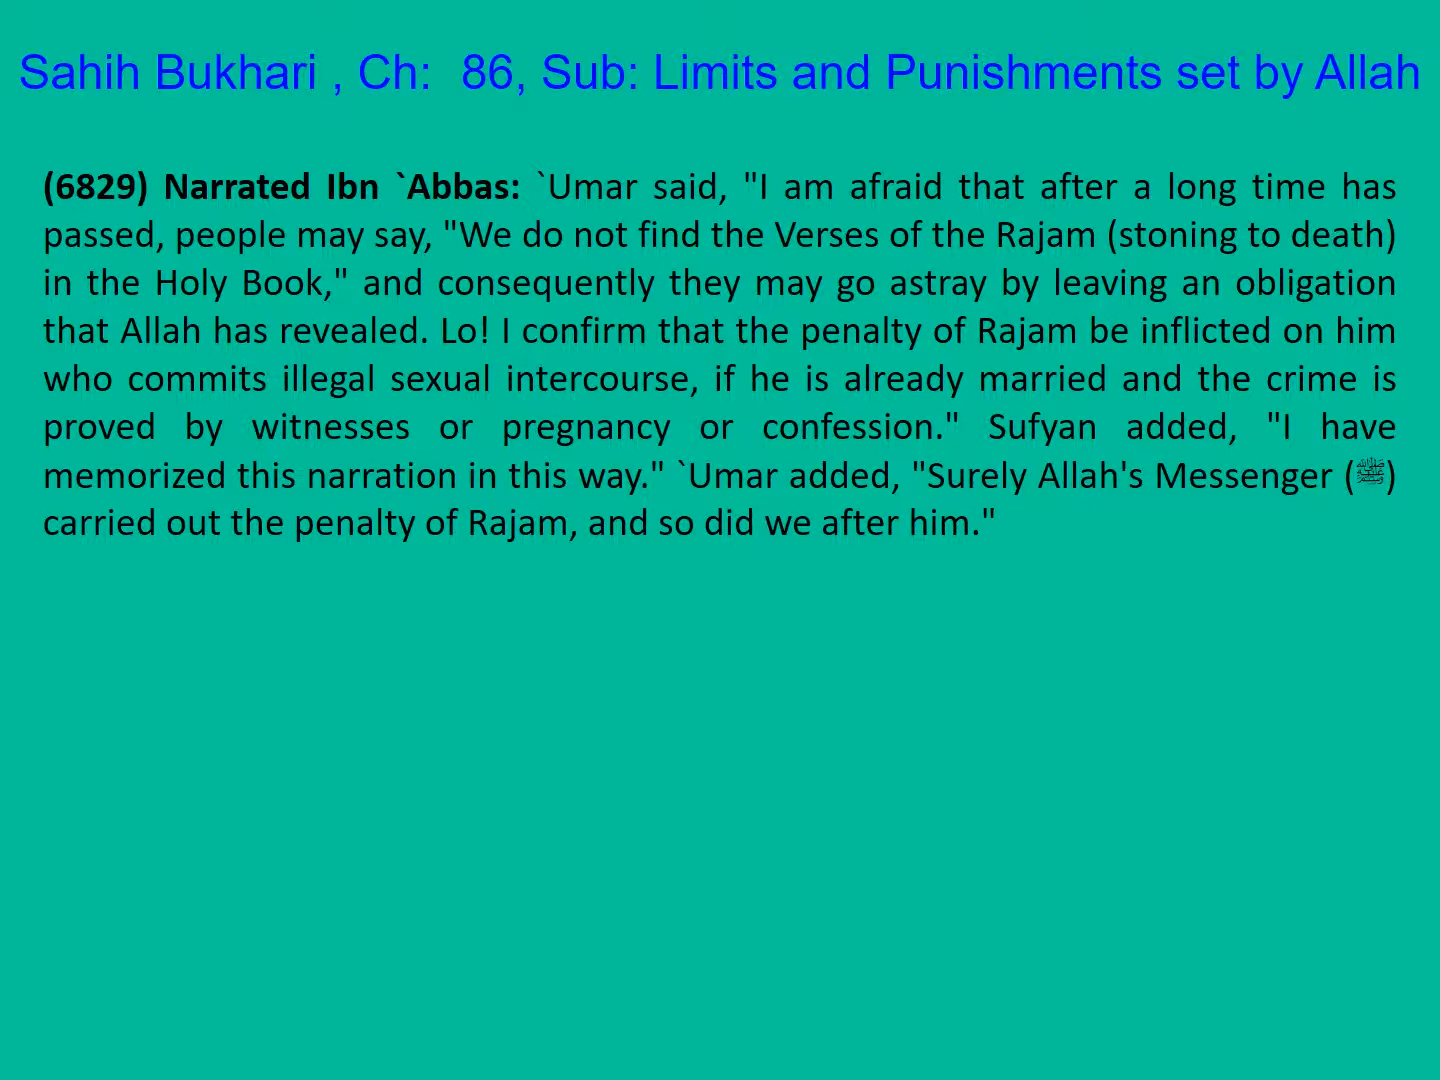 Sahih Bukhari , Ch:  86, Sub: Limits and Punishments set by Allah
(6829) Narrated Ibn `Abbas: `Umar said, "I am afraid that after a long time has
passed, people may say, "We do not find the Verses of the Rajam (stoning to death)
in the Holy Book," and consequently they may go astray by leaving an obligation
that Allah has revealed. Lo! I confirm that the penalty of Rajam be inflicted on him
who commits illegal sexual intercourse, if he is already married and the crime is
proved by witnesses or pregnancy or confession." Sufyan added, "I have
memorized this narration in this way." `Umar added, "Surely Allah's Messenger (ﷺ)
carried out the penalty of Rajam, and so did we after him."